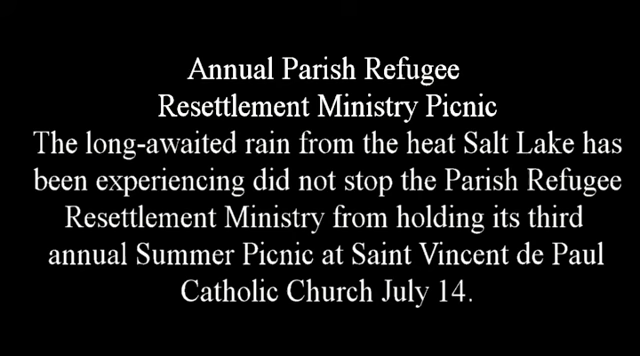 Annual Parish Refugee
Resettlement Ministry Picnic
The long-awaited rain from the heat Salt Lake has
been experiencing did not stop the Parish Refugee
Resettlement Ministry from holding its third
annual Summer Picnic at Saint Vincent de Paul
Catholic Church July 14.